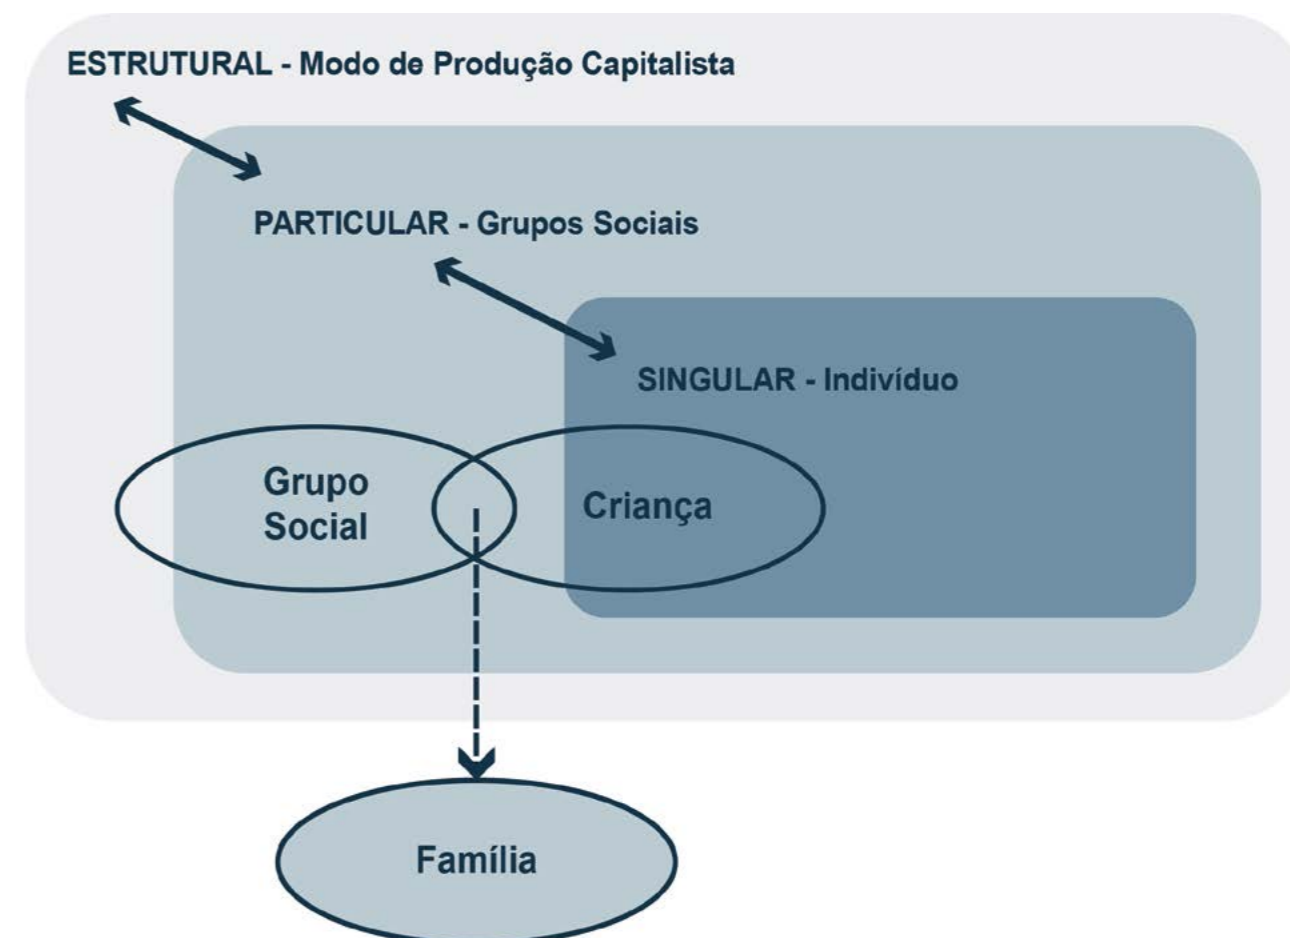 ESTRUTURAL - Modo de Produção Capitalista
PARTICULAR - Grupos Sociais
SINGULAR - Indivíduo
Grupo
Social
Criança
Família